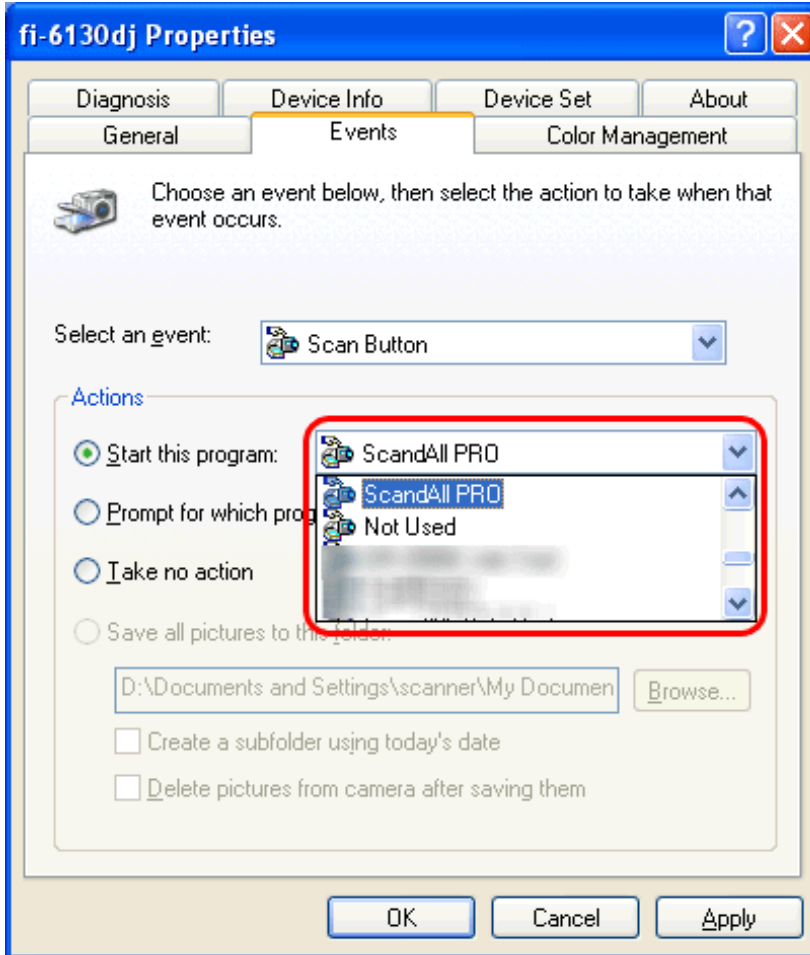 fi-6130dj Properties
Diagnosis Device Info Device Set About
General Events Color Management
Choose an event below, then select the action to take when that
event occurs.
Select an event: Scan Button
Actions
Start this program: ScandAll PRO
ScandAll PRO
Prompt for which prog
Not Used
Take no action
Save all pictures to this folder:
D:\Documents and Settings\scanner\My Documen Browse...
Create a subfolder using today's date
Delete pictures from camera after saving them
OK Cancel Apply